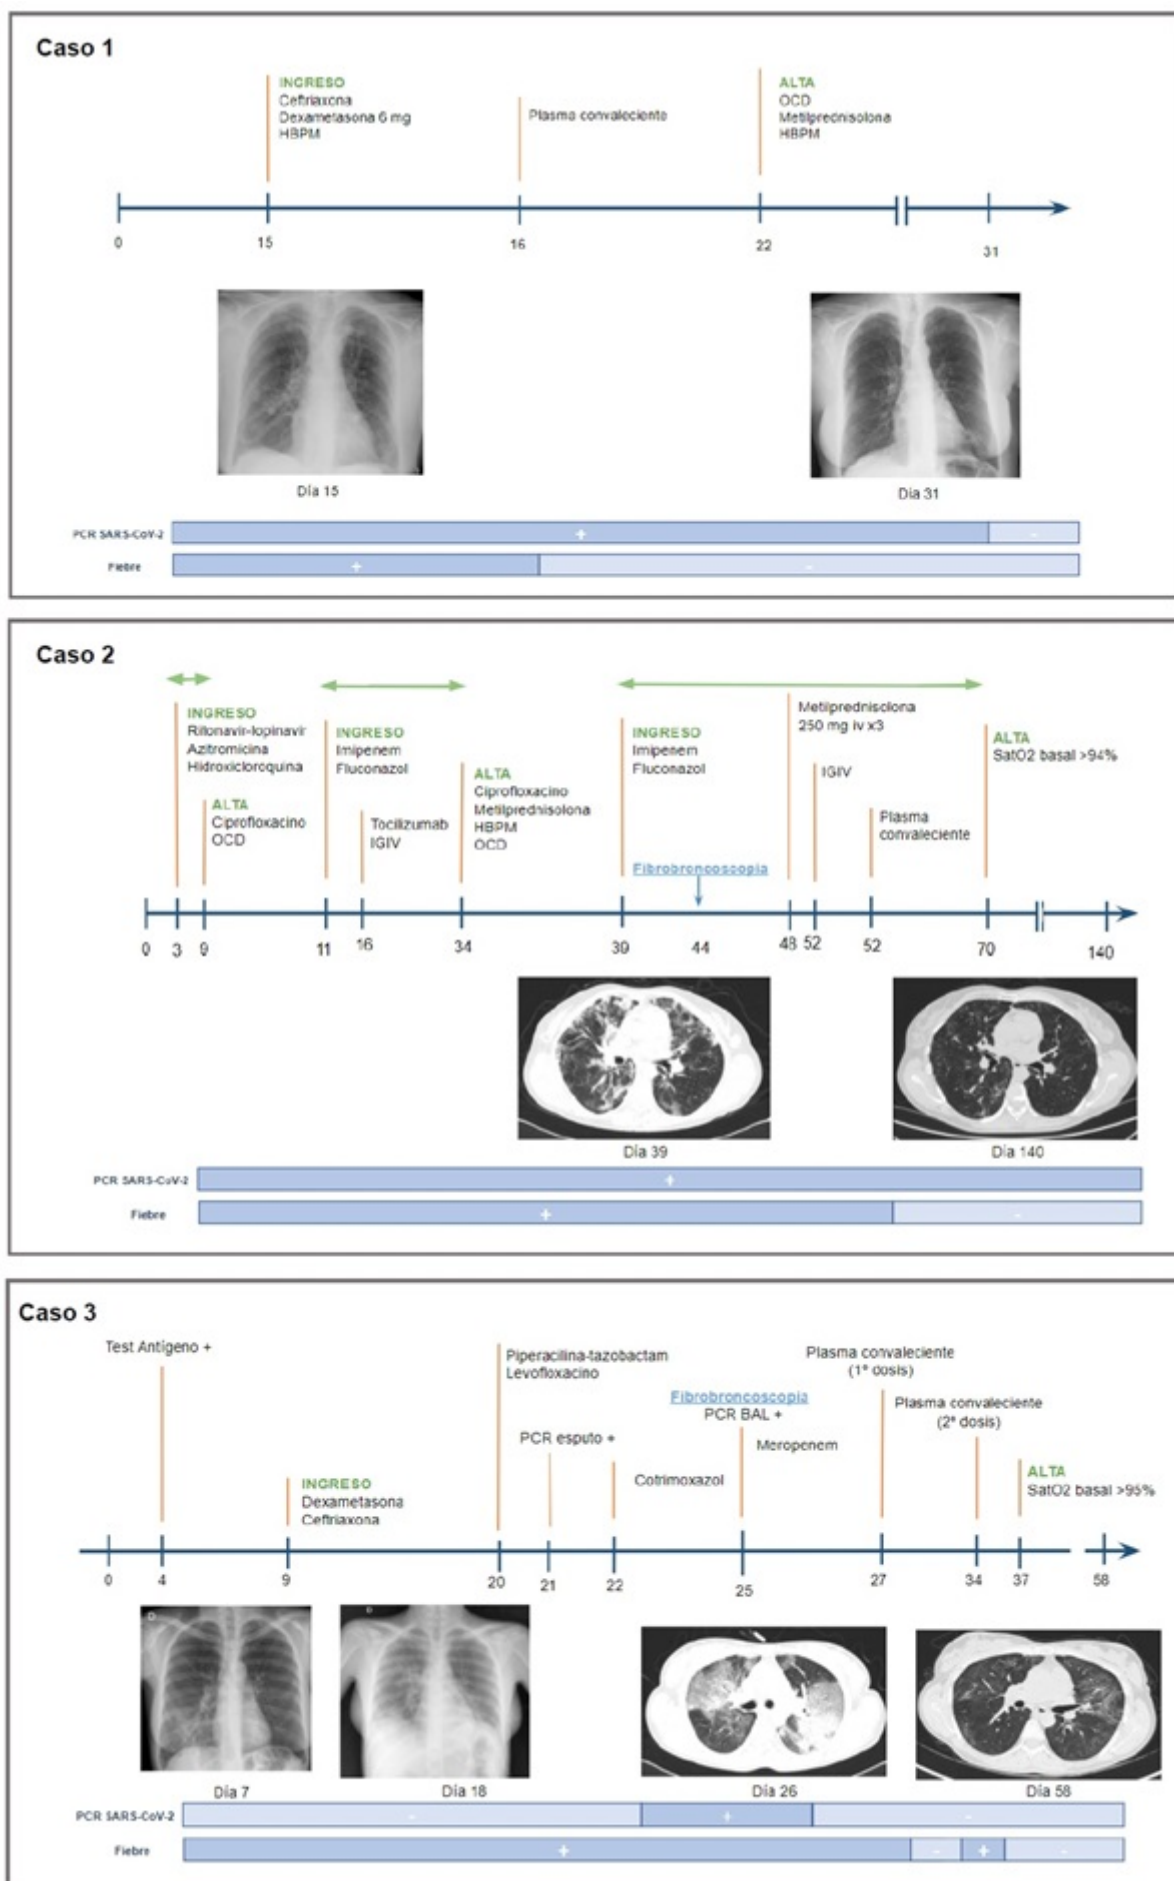 Caso 1
INGRESO
Ceftriaxona
Dexametasona 6 mg
HBPM
Plasma convaleciente
ALTA
OCD
Metilprednisolona
HBPM
0
15
16
22
31
Día 15
Día 31
PCR SARS-CoV-2
+
-
Fiebre
+
-
Caso 2
INGRESO
Ritonavir-lopinavir
Azitromicina
Hidroxicloroquina
ALTA
Ciprofloxacino
OCD
INGRESO
Imipenem
Fluconazol
Tocilizumab
IGIV
ALTA
Ciprofloxacino
Metilprednisolona
HBPM
OCD
INGRESO
Imipenem
Fluconazol
Fibrobroncoscopia
Metilprednisolona
250 mg iv x3
IGIV
Plasma
convaleciente
ALTA
SatO2 basal >94%
0
3
9
11
16
34
39
44
48
52
52
70
140
Día 39
Día 140
PCR SARS-CoV-2
+
Fiebre
+
-
Caso 3
Test Antígeno +
INGRESO
Dexametasona
Ceftriaxona
Piperacilina-tazobactam
Levofloxacino
PCR esputo +
Cotrimoxazol
Fibrobroncoscopia
PCR BAL +
Meropenem
Plasma convaleciente
(1ª dosis)
Plasma convaleciente
(2ª dosis)
ALTA
SatO2 basal >95%
0
4
9
20
21
22
25
27
34
37
58
Día 7
Día 18
Día 26
Día 58
PCR SARS-CoV-2
-
+
-
Fiebre
+
-
+
-